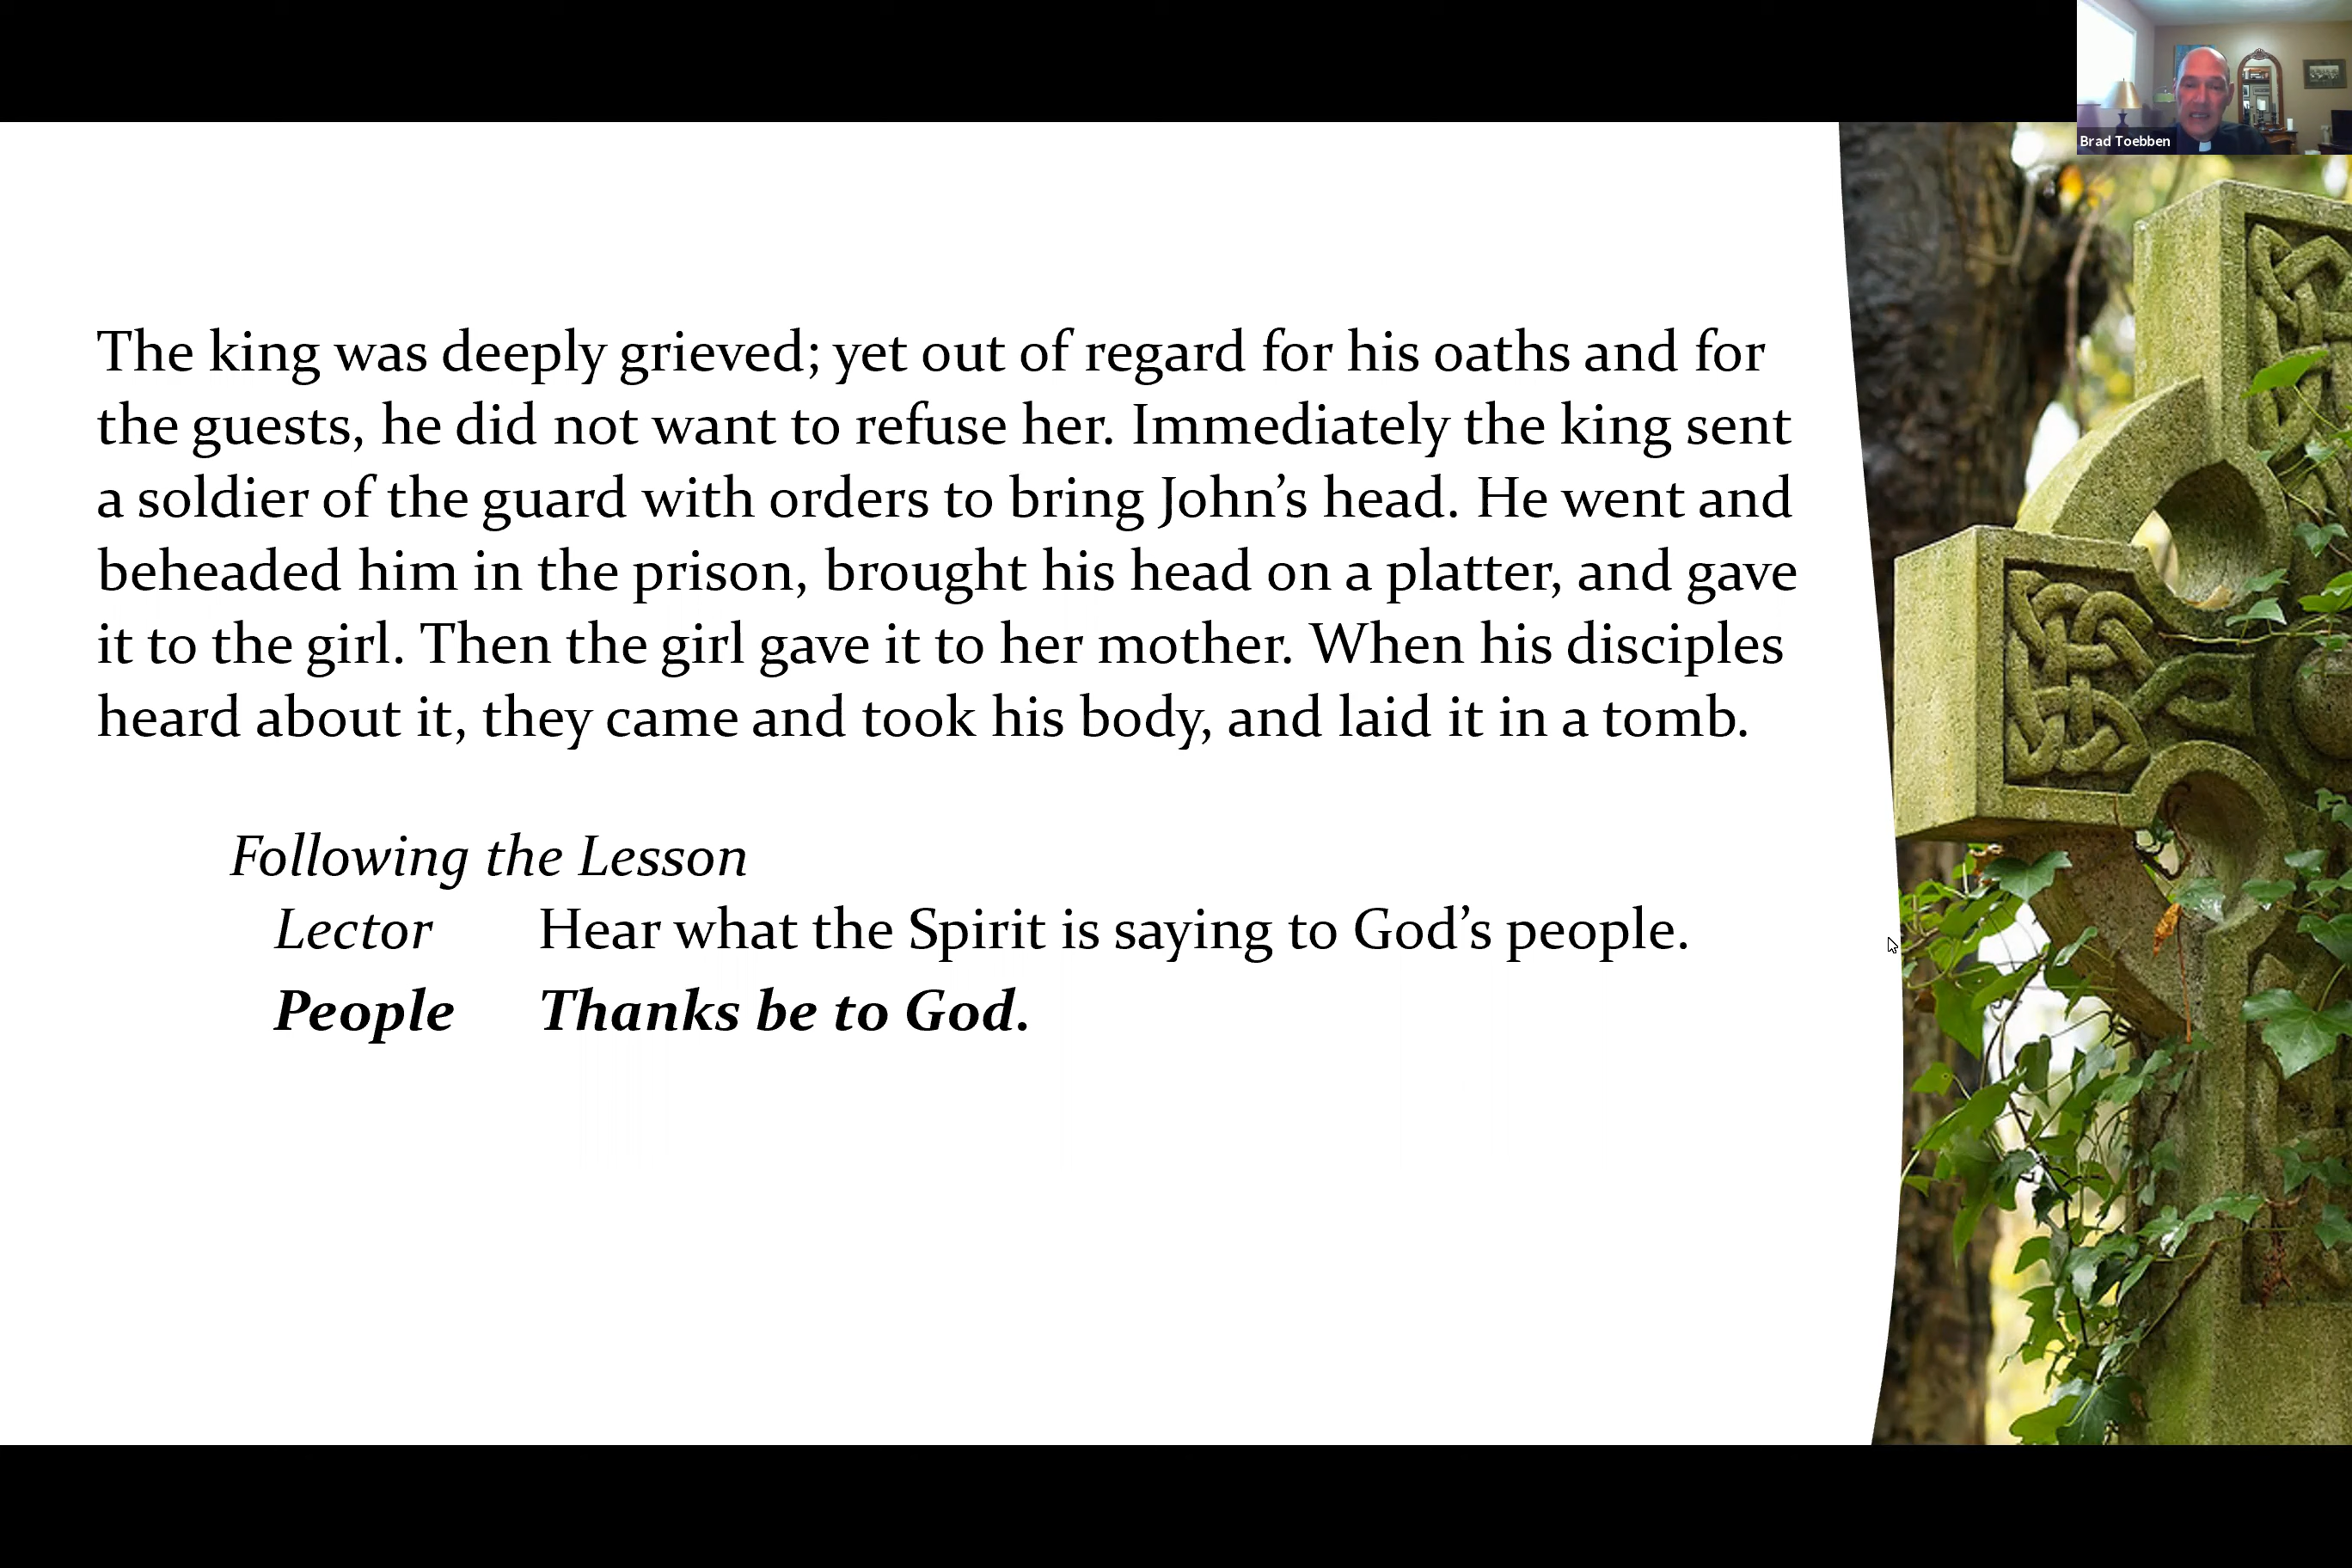 Brad Toebben
The king was deeply grieved; yet out of regard for his oaths and for
the guests, he did not want to refuse her. Immediately the king sent
a soldier of the guard with orders to bring John’s head. He went and
beheaded him in the prison, brought his head on a platter, and gave
it to the girl. Then the girl gave it to her mother. When his disciples
heard about it, they came and took his body, and laid it in a tomb.
Following the Lesson
Lector Hear what the Spirit is saying to God’s people.
People Thanks be to God.